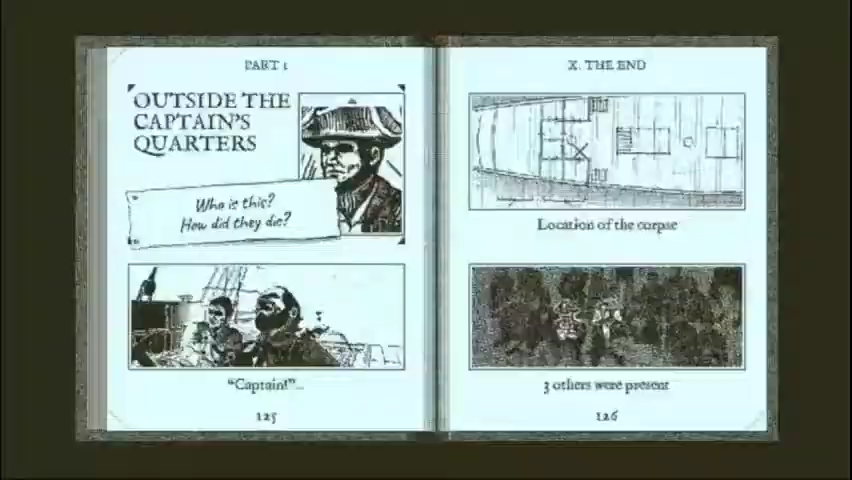 PART 1
OUTSIDE THE
CAPTAIN'S
QUARTERS
Who is this?
How did they die?
"Captain!"...
125
X. THE END
Location of the corpse
3 others were present
126